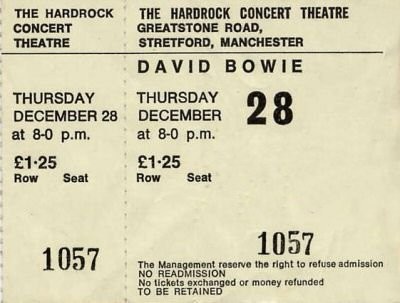 THE HARDROCK
CONCERT
THEATRE
THURSDAY
DECEMBER 28
at 8-0 p.m.
£1·25
Row Seat
1057
THE HARDROCK CONCERT THEATRE
GREATSTONE ROAD,
STRETFORD, MANCHESTER
DAVID BOWIE
THURSDAY
DECEMBER 28
at 8-0 p.m.
£1·25
Row Seat
1057
The Management reserve the right to refuse admission
NO READMISSION
No tickets exchanged or money refunded
TO BE RETAINED